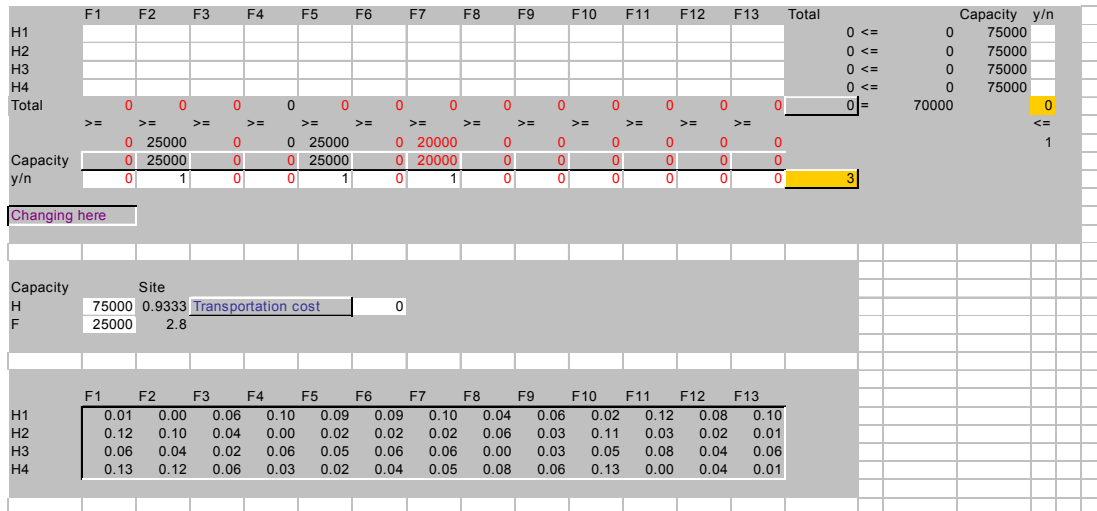 F1 F2 F3 F4 F5 F6 F7 F8 F9 F10 F11 F12 F13 Total Capacity y/n
H1 0 <= 0 75000
H2 0 <= 0 75000
H3 0 <= 0 75000
H4 0 <= 0 75000
Total 0 0 0 0 0 0 0 0 0 0 0 0 0 0 = 70000 0
>= >= >= >= >= >= >= >= >= >= >= >= >= <=
0 25000 0 0 25000 0 20000 0 0 0 0 0 0 1
Capacity 0 25000 0 0 25000 0 20000 0 0 0 0 0 0
y/n 0 1 0 0 1 0 1 0 0 0 0 0 0 3
Changing here
Capacity Site
H 75000 0.9333 Transportation cost 0
F 25000 2.8
F1 F2 F3 F4 F5 F6 F7 F8 F9 F10 F11 F12 F13
H1 0.01 0.00 0.06 0.10 0.09 0.09 0.10 0.04 0.06 0.02 0.12 0.08 0.10
H2 0.12 0.10 0.04 0.00 0.02 0.02 0.02 0.06 0.03 0.11 0.03 0.02 0.01
H3 0.06 0.04 0.02 0.06 0.05 0.06 0.06 0.00 0.03 0.05 0.08 0.04 0.06
H4 0.13 0.12 0.06 0.03 0.02 0.04 0.05 0.08 0.06 0.13 0.00 0.04 0.01